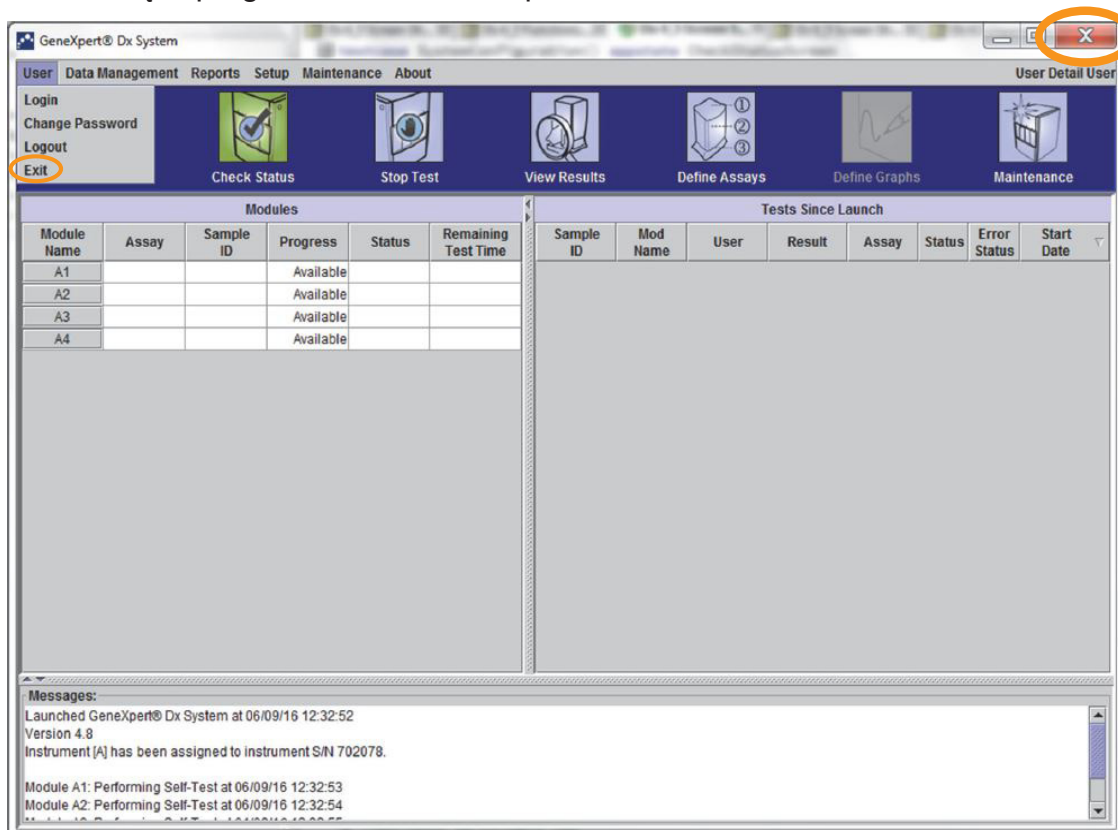 GeneXpert® Dx System
User Data Management Reports Setup Maintenance About User Detail User
Login
Change Password
Logout
Exit
Check Status Stop Test View Results Define Assays Define Graphs Maintenance
①
②
③
Modules
Module Name Assay Sample ID Progress Status Remaining Test Time
A1 Available
A2 Available
A3 Available
A4 Available
Tests Since Launch
Sample ID Mod Name User Result Assay Status Error Status Start Date
Messages:
Launched GeneXpert® Dx System at 06/09/16 12:32:52
Version 4.8
Instrument [A] has been assigned to instrument S/N 702078.
Module A1: Performing Self-Test at 06/09/16 12:32:53
Module A2: Performing Self-Test at 06/09/16 12:32:54